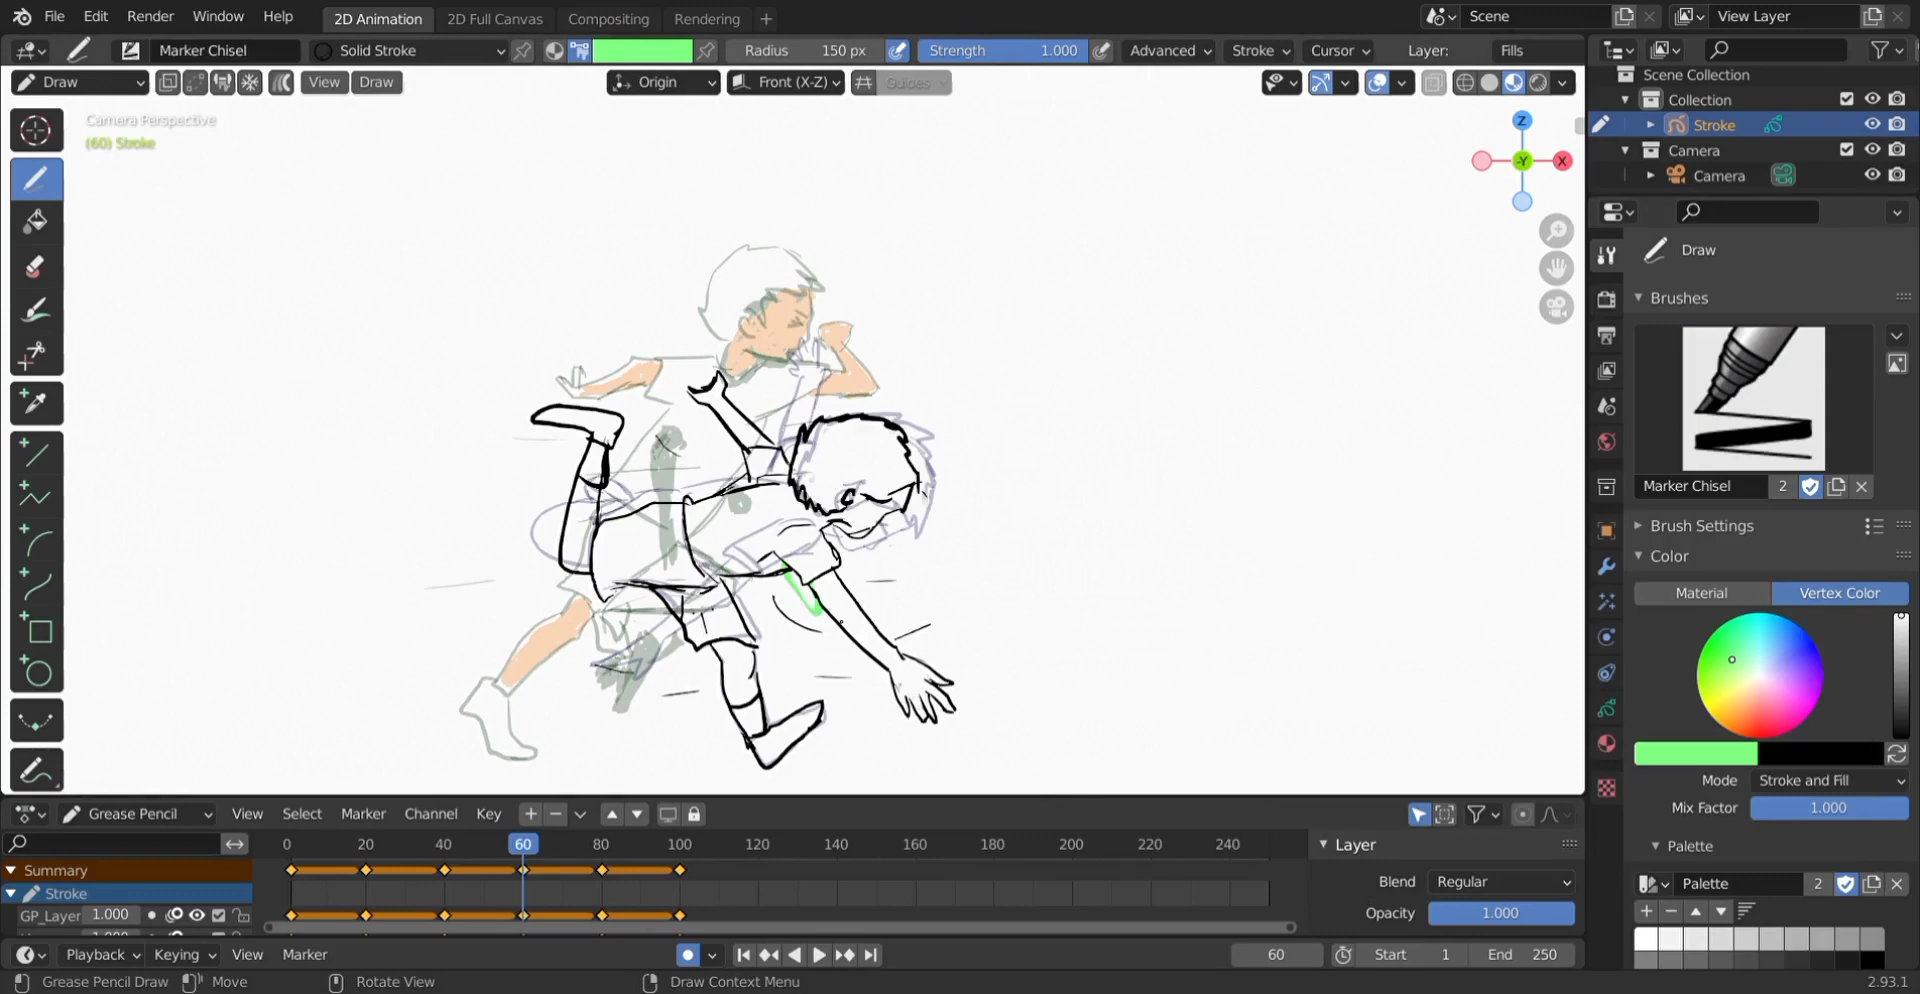 File Edit Render Window Help 2D Animation 2D Full Canvas Compositing Rendering + Scene View Layer
Marker Chisel Solid Stroke Radius 150 px Strength 1.000 Advanced Stroke Cursor Layer: Fills
Draw View Draw Origin Front (X-Z) Guides
Camera Perspective
(60) Stroke
Z
-Y
X
Scene Collection
Collection
Stroke
Camera
Camera
Draw
Brushes
Marker Chisel 2
Brush Settings
Color
Material Vertex Color
Mode Stroke and Fill
Mix Factor 1.000
Palette
Palette 2
Grease Pencil View Select Marker Channel Key
0 20 40 60 80 100 120 140 160 180 200 220 240
Summary
Stroke
GP_Layer 1.000
Layer
Blend Regular
Opacity 1.000
Playback Keying View Marker 60 Start 1 End 250
Grease Pencil Draw Move Rotate View Draw Context Menu 2.93.1